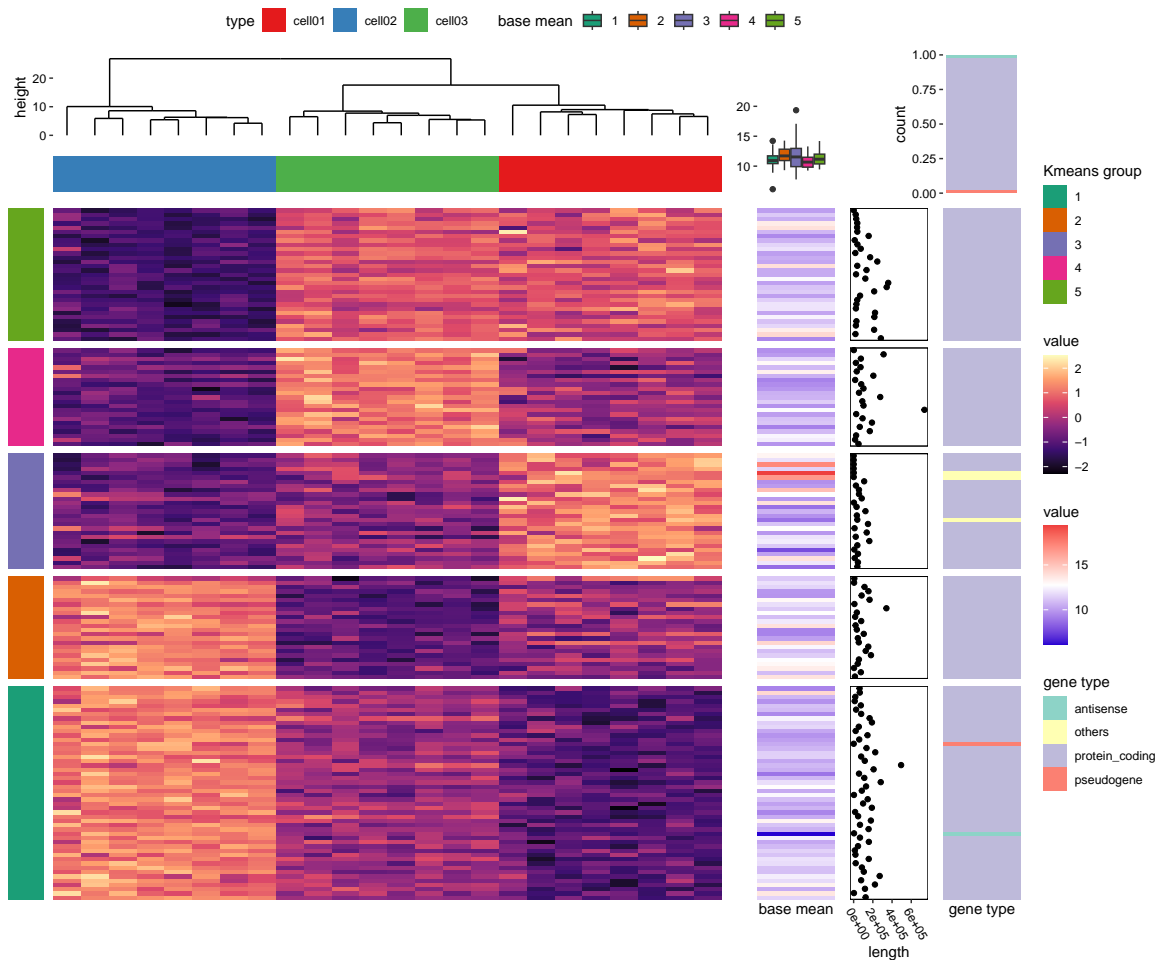 type cell01 cell02 cell03 base mean 1 2 3 4 5
height
20
10
0
20
15
10
count
1.00
0.75
0.50
0.25
0.00
Kmeans group
1
2
3
4
5
value
2
1
0
−1
−2
value
15
10
gene type
antisense
others
protein_coding
pseudogene
base mean
0e+00
2e+05
4e+05
6e+05
length
gene type